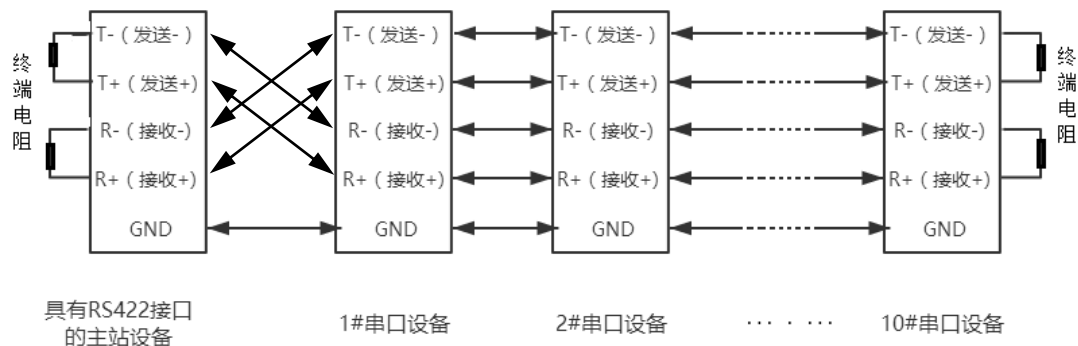 T-（发送-） T-（发送-） T-（发送-） T-（发送-）
T+（发送+） T+（发送+） T+（发送+） T+（发送+）
R-（接收-） R-（接收-） R-（接收-） R-（接收-）
R+（接收+） R+（接收+） R+（接收+） R+（接收+）
GND GND GND GND
终端电阻
终端电阻
具有RS422接口
的主站设备
1#串口设备
2#串口设备
··· · ···
10#串口设备